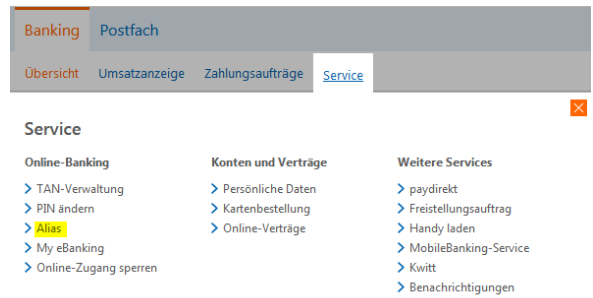 Banking Postfach
Übersicht Umsatzanzeige Zahlungsaufträge Service
Service
Online-Banking
TAN-Verwaltung
PIN ändern
Alias
My eBanking
Online-Zugang sperren
Konten und Verträge
Persönliche Daten
Kartenbestellung
Online-Verträge
Weitere Services
paydirekt
Freistellungsauftrag
Handy laden
MobileBanking-Service
Kwitt
Benachrichtigungen